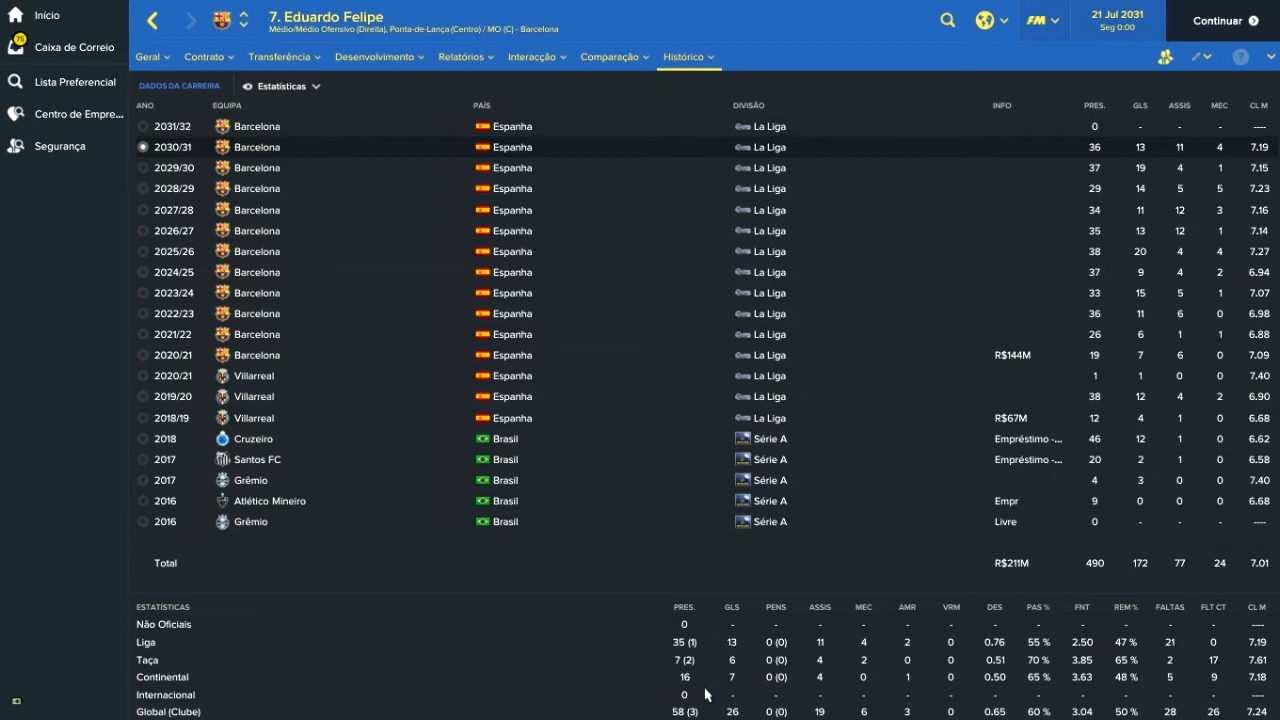 Início
7. Eduardo Felipe
Médio/Médio Ofensivo (Direita), Ponta-de-Lança (Centro) / MO (C) - Barcelona
FM
21 Jul 2031
Seg 0:00
Continuar
75
Caixa de Correio
Geral Contrato Transferência Desenvolvimento Relatórios Interacção Comparação Histórico ?
Lista Preferencial
DADOS DA CARREIRA Estatísticas
ANO EQUIPA PAÍS DIVISÃO INFO PRES. GLS ASSIS MEC CL M
Centro de Empre...
2031/32 Barcelona Espanha La Liga 0 - - - ----
Segurança
2030/31 Barcelona Espanha La Liga 36 13 11 4 7.19
2029/30 Barcelona Espanha La Liga 37 19 4 1 7.15
2028/29 Barcelona Espanha La Liga 29 14 5 5 7.23
2027/28 Barcelona Espanha La Liga 34 11 12 3 7.16
2026/27 Barcelona Espanha La Liga 35 13 12 1 7.14
2025/26 Barcelona Espanha La Liga 38 20 4 4 7.27
2024/25 Barcelona Espanha La Liga 37 9 4 2 6.94
2023/24 Barcelona Espanha La Liga 33 15 5 1 7.07
2022/23 Barcelona Espanha La Liga 36 11 6 0 6.98
2021/22 Barcelona Espanha La Liga 26 6 1 1 6.88
2020/21 Barcelona Espanha La Liga R$144M 19 7 6 0 7.09
2020/21 Villarreal Espanha La Liga 1 1 0 0 7.40
2019/20 Villarreal Espanha La Liga 38 12 4 2 6.90
2018/19 Villarreal Espanha La Liga R$67M 12 4 1 0 6.68
2018 Cruzeiro Brasil Série A Empréstimo -... 46 12 1 0 6.62
2017 Santos FC Brasil Série A Empréstimo -... 20 2 1 0 6.58
2017 Grêmio Brasil Série A 4 3 0 0 7.40
2016 Atlético Mineiro Brasil Série A Empr 9 0 0 0 6.68
2016 Grêmio Brasil Série A Livre 0 - - - ----
Total R$211M 490 172 77 24 7.01
ESTATÍSTICAS PRES. GLS PENS ASSIS MEC AMR VRM DES PAS % FNT REM % FALTAS FLT CT CL M
Não Oficiais 0 - - - - - - - - - - - - ----
Liga 35 (1) 13 0 (0) 11 4 2 0 0.76 55 % 2.50 47 % 21 0 7.19
Taça 7 (2) 6 0 (0) 4 2 0 0 0.51 70 % 3.85 65 % 2 17 7.61
Continental 16 7 0 (0) 4 0 1 0 0.50 65 % 3.63 48 % 5 9 7.18
Internacional 0 - - - - - - - - - - - - ----
Global (Clube) 58 (3) 26 0 (0) 19 6 3 0 0.65 60 % 3.04 50 % 28 26 7.24